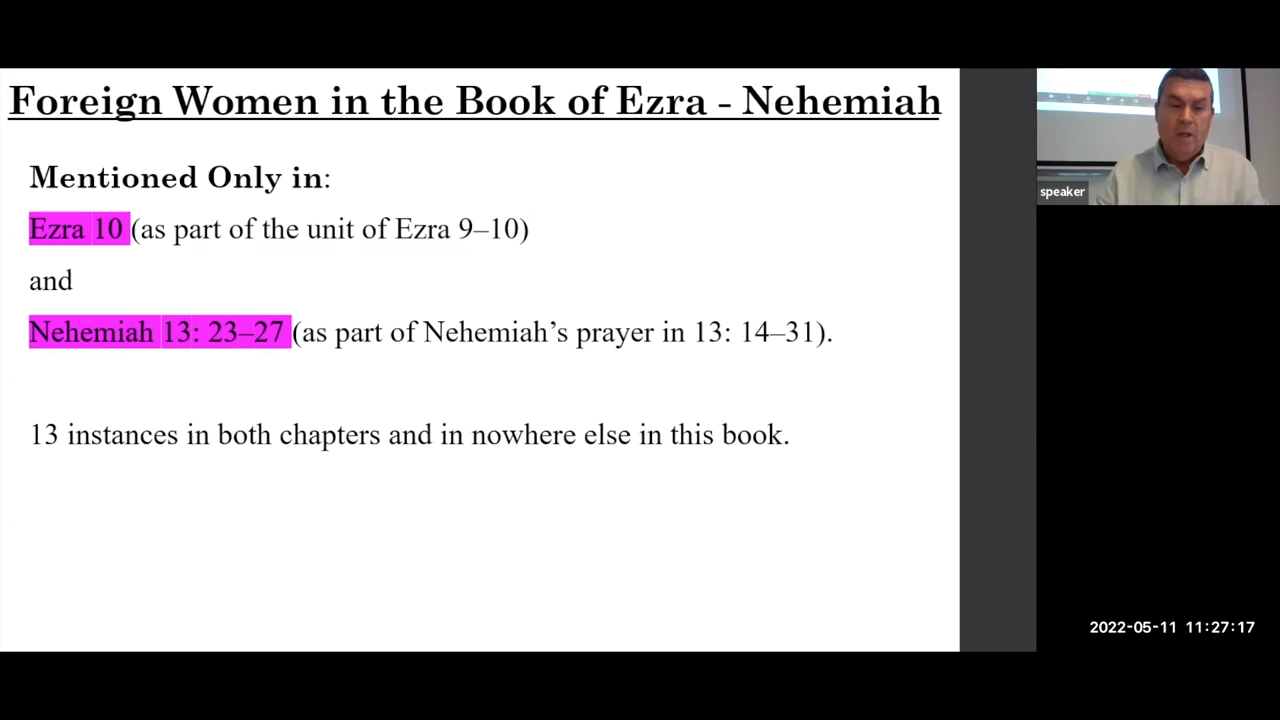 Foreign Women in the Book of Ezra - Nehemiah
Mentioned Only in:
Ezra 10 (as part of the unit of Ezra 9–10)
and
Nehemiah 13: 23–27 (as part of Nehemiah’s prayer in 13: 14–31).
13 instances in both chapters and in nowhere else in this book.
speaker
2022-05-11 11:27:17